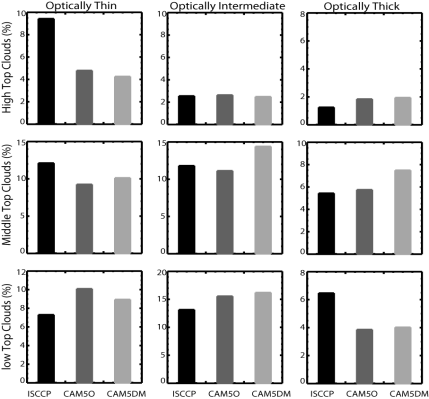 Optically Thin Optically Intermediate Optically Thick
High Top Clouds (%)
10 8 6 4 2 0
10 8 6 4 2 0
8 6 4 2 0
Middle Top Clouds (%)
15 10 5 0
15 10 5 0
10 8 6 4 2 0
low Top Clouds (%)
12 10 8 6 4 2 0
20 15 10 5 0
8 6 4 2 0
ISCCP CAM5O CAM5DM ISCCP CAM5O CAM5DM ISCCP CAM5O CAM5DM